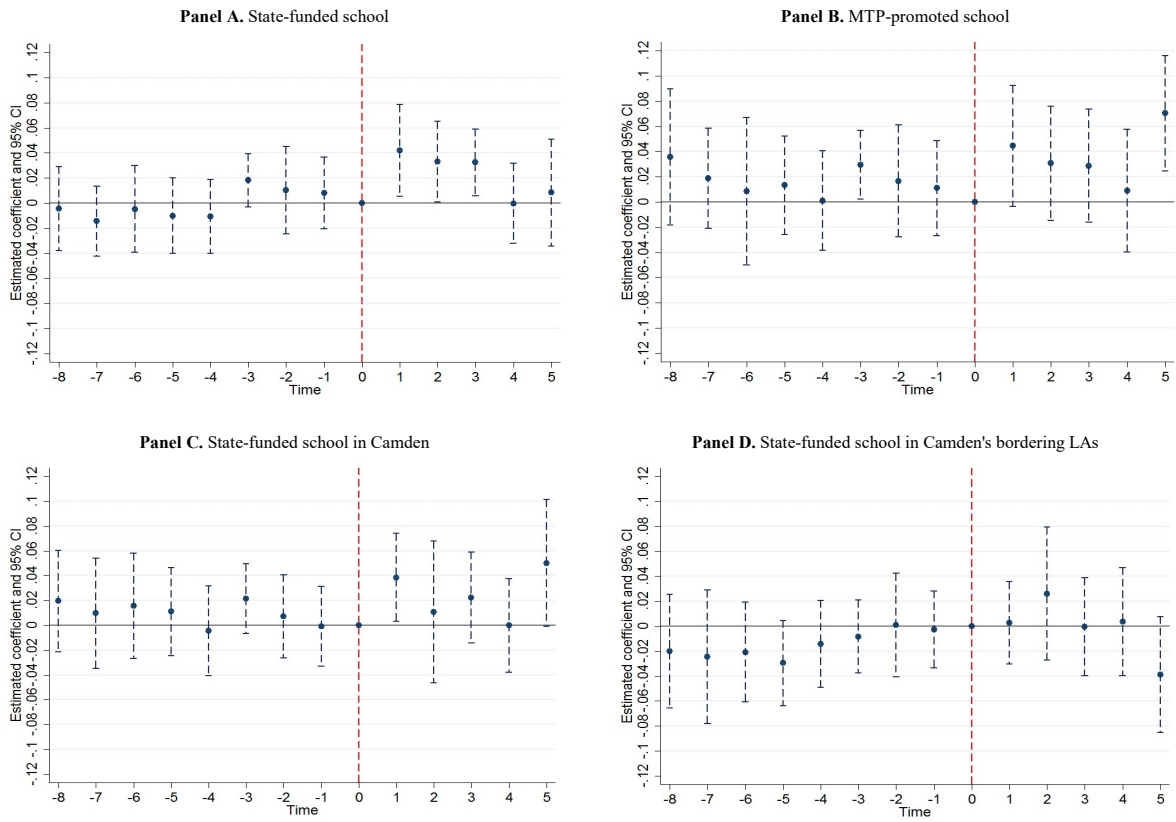 Panel A. State-funded school
Estimated coefficient and 95% CI
-.12 -.1 -.08 -.06 -.04 -.02 0 .02 .04 .06 .08 .1 .12
-8 -7 -6 -5 -4 -3 -2 -1 0 1 2 3 4 5
Time
Panel B. MTP-promoted school
Estimated coefficient and 95% CI
-.12 -.1 -.08 -.06 -.04 -.02 0 .02 .04 .06 .08 .1 .12
-8 -7 -6 -5 -4 -3 -2 -1 0 1 2 3 4 5
Time
Panel C. State-funded school in Camden
Estimated coefficient and 95% CI
-.12 -.1 -.08 -.06 -.04 -.02 0 .02 .04 .06 .08 .1 .12
-8 -7 -6 -5 -4 -3 -2 -1 0 1 2 3 4 5
Time
Panel D. State-funded school in Camden's bordering LAs
Estimated coefficient and 95% CI
-.12 -.1 -.08 -.06 -.04 -.02 0 .02 .04 .06 .08 .1 .12
-8 -7 -6 -5 -4 -3 -2 -1 0 1 2 3 4 5
Time